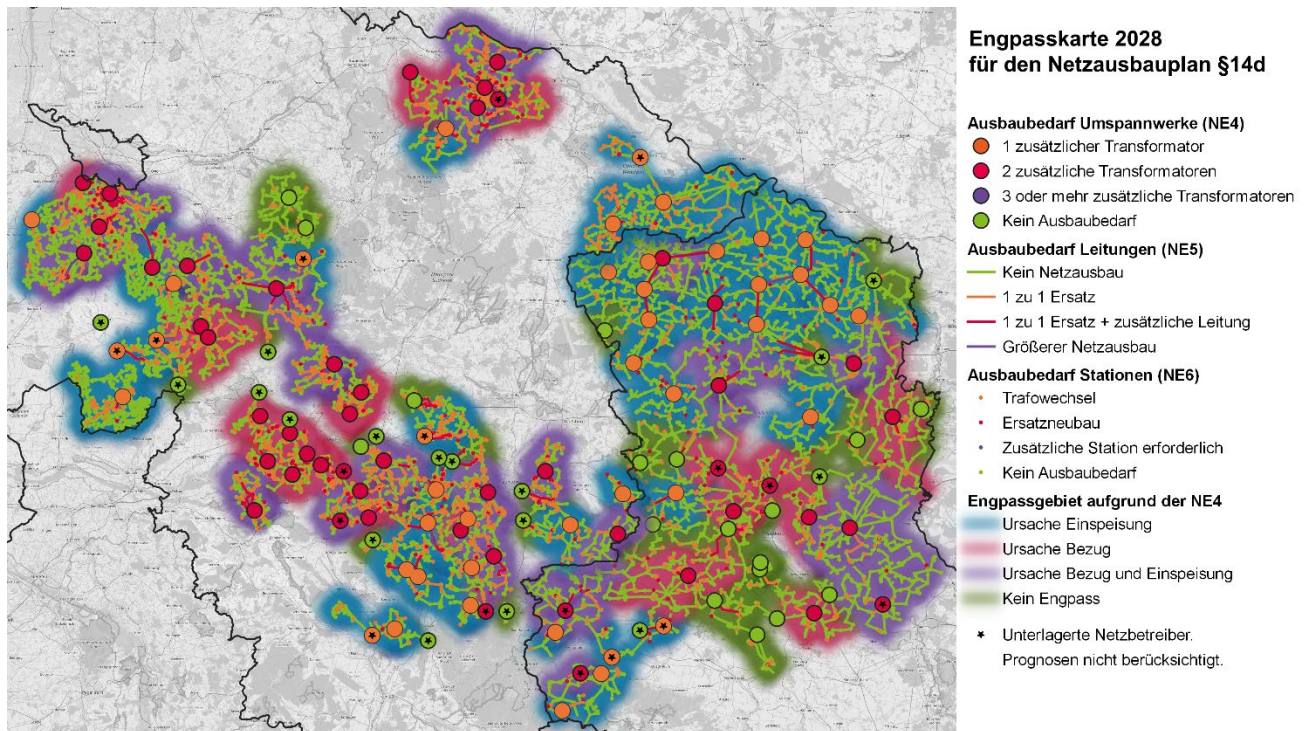 Engpasskarte 2028
für den Netzausbauplan §14d
Ausbaubedarf Umspannwerke (NE4)
1 zusätzlicher Transformator
2 zusätzliche Transformatoren
3 oder mehr zusätzliche Transformatoren
Kein Ausbaubedarf
Ausbaubedarf Leitungen (NE5)
Kein Netzausbau
1 zu 1 Ersatz
1 zu 1 Ersatz + zusätzliche Leitung
Größerer Netzausbau
Ausbaubedarf Stationen (NE6)
Trafowechsel
Ersatzneubau
Zusätzliche Station erforderlich
Kein Ausbaubedarf
Engpassgebiet aufgrund der NE4
Ursache Einspeisung
Ursache Bezug
Ursache Bezug und Einspeisung
Kein Engpass
Unterlagerte Netzbetreiber.
Prognosen nicht berücksichtigt.